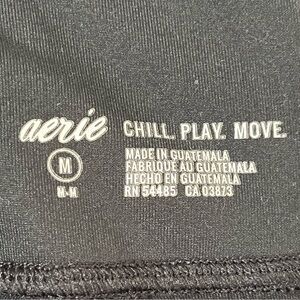 aerie CHILL. PLAY. MOVE.
M
M-M
MADE IN GUATEMALA
FABRIQUÉ AU GUATEMALA
HECHO EN GUATEMALA
RN 54485 CA 03873